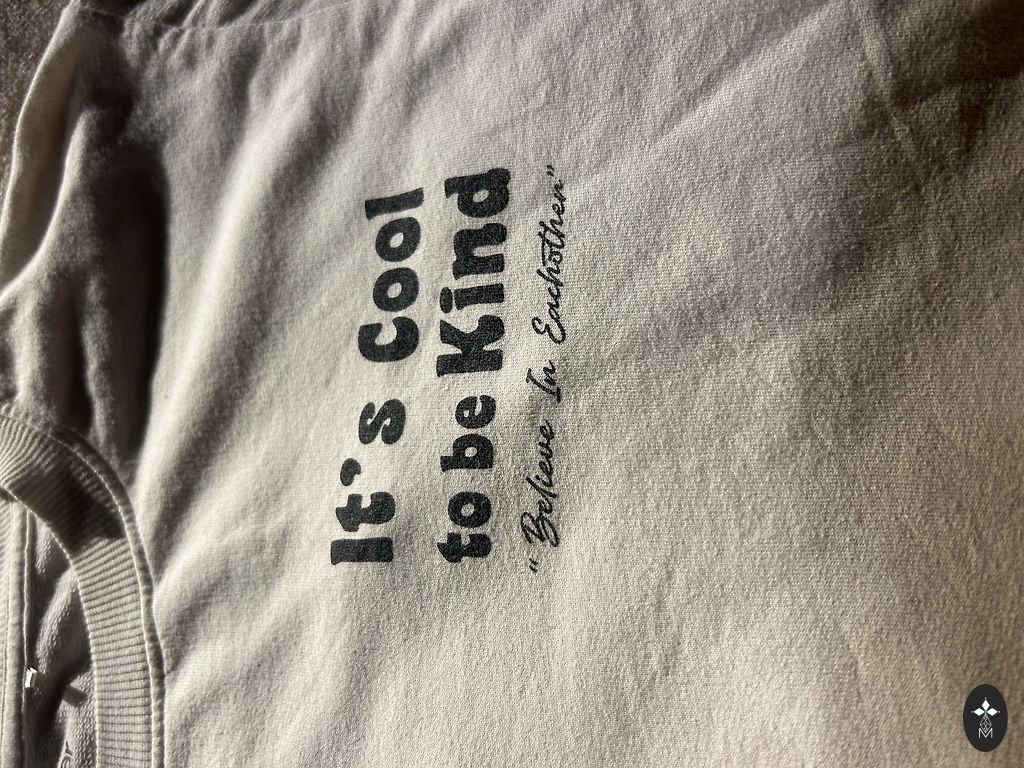 It's Cool
to be Kind
"Believe In Eachother"